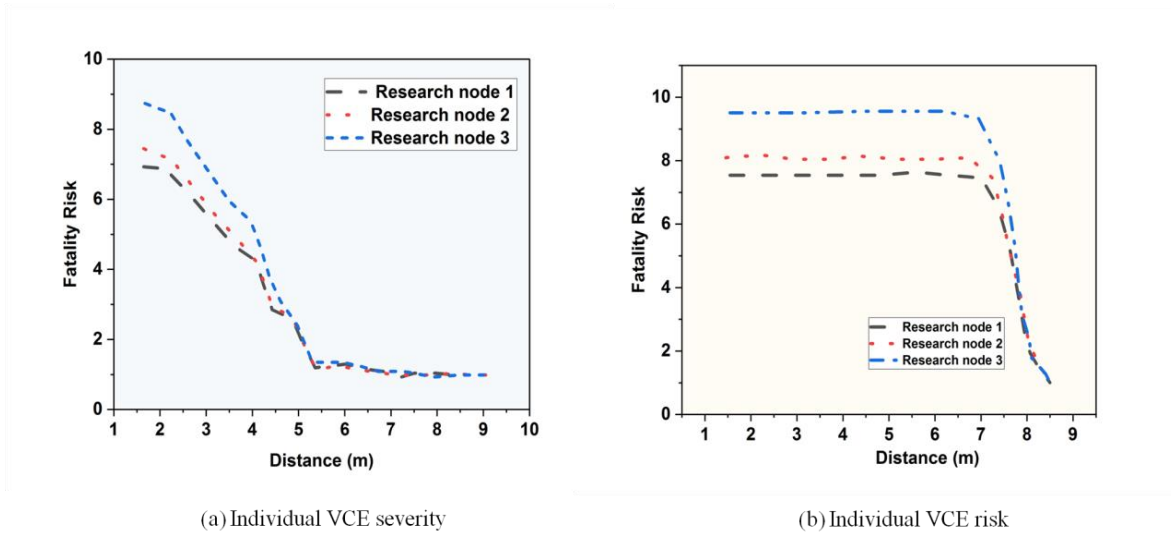 10
8
6
4
2
0
Fatality Risk
Research node 1
Research node 2
Research node 3
1 2 3 4 5 6 7 8 9 10
Distance (m)
(a) Individual VCE severity
10
8
6
4
2
0
Fatality Risk
Research node 1
Research node 2
Research node 3
1 2 3 4 5 6 7 8 9
Distance (m)
(b) Individual VCE risk